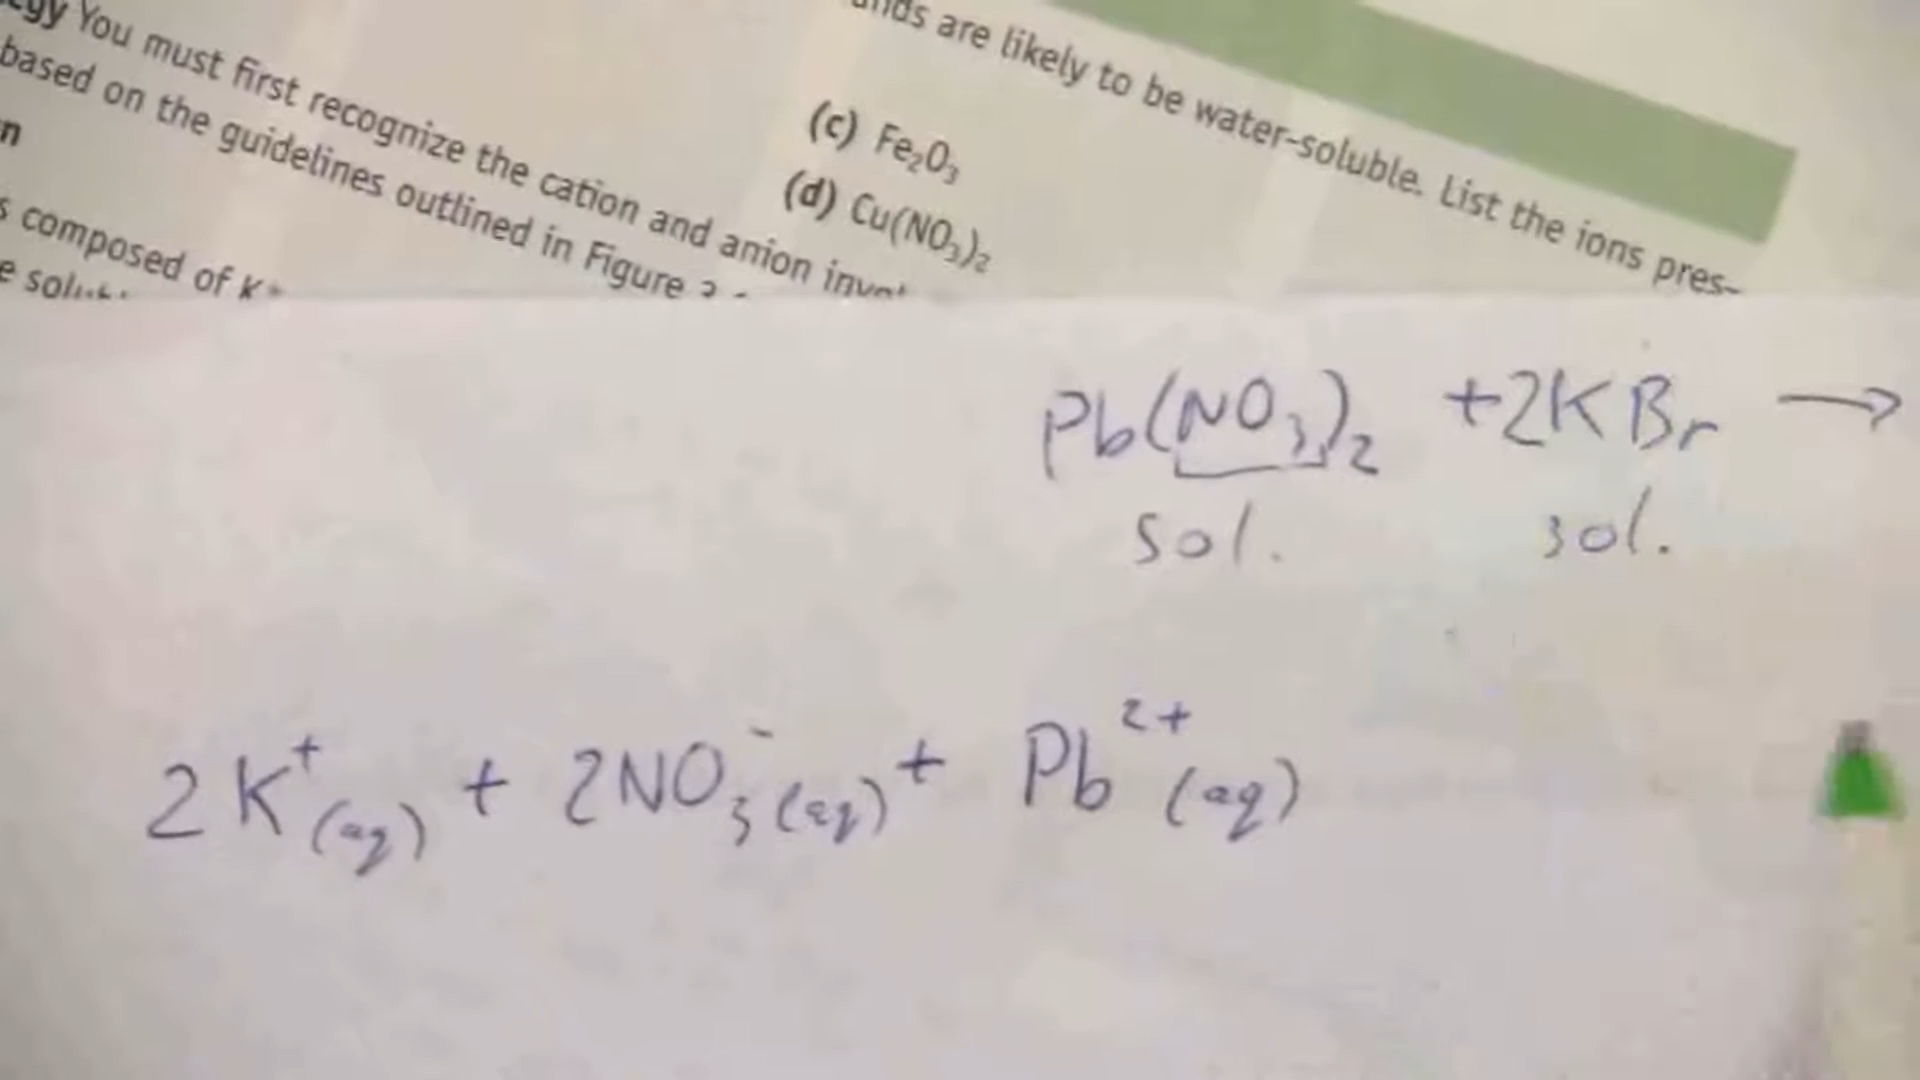 You must first recognize the cation and anion
based on the guidelines outlined in Figure
composed of K+
are likely to be water-soluble. List the ions pres-
(c) Fe₂O₃
(d) Cu(NO₃)₂
Pb(NO₃)₂ + 2KBr →
sol. sol.
2K⁺(aq) + 2NO₃⁻(aq) + Pb²⁺(aq)